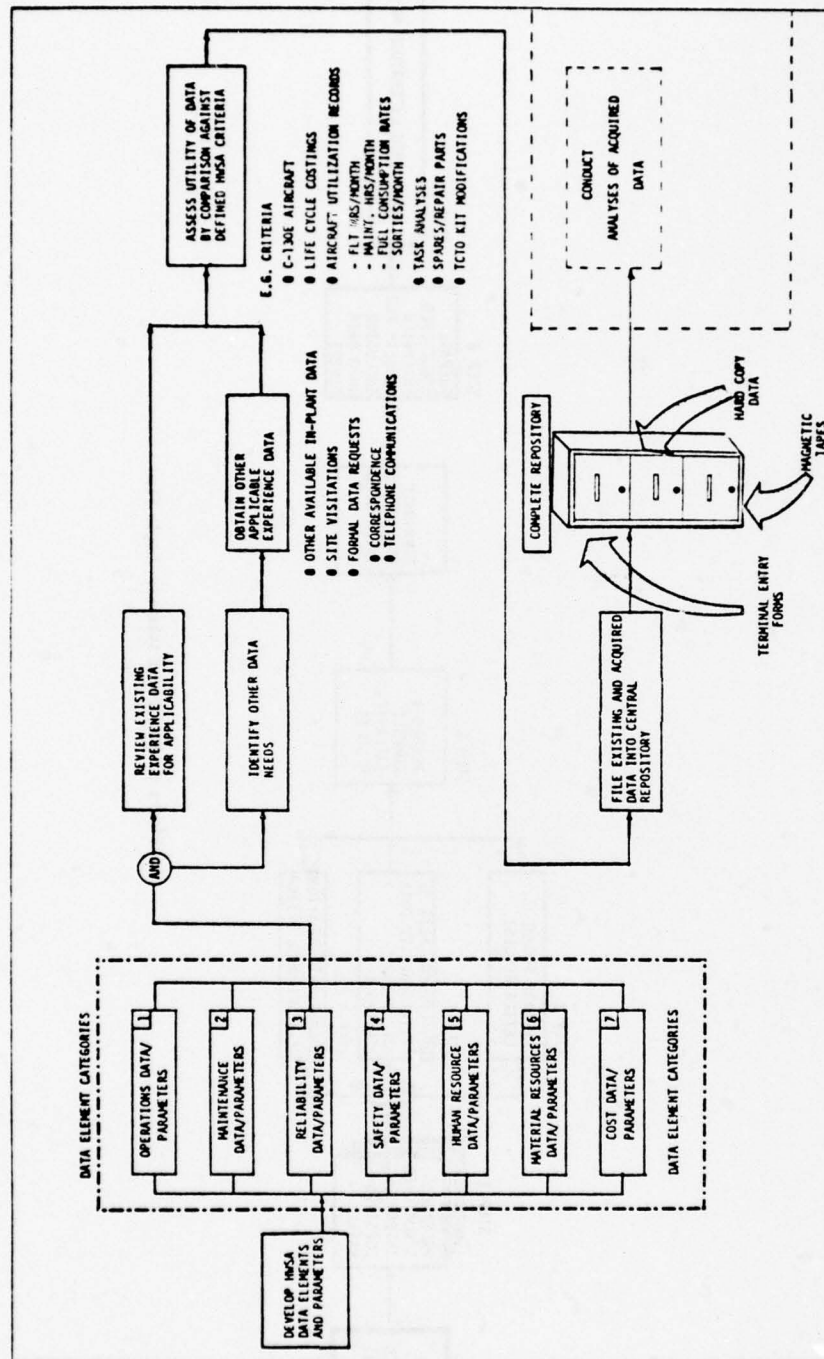 DEVELOP HWSA
DATA ELEMENTS
AND PARAMETERS
DATA ELEMENT CATEGORIES
OPERATIONS DATA/
PARAMETERS
1
MAINTENANCE
DATA/PARAMETERS
2
RELIABILITY
DATA/PARAMETERS
3
SAFETY DATA/
PARAMETERS
4
HUMAN RESOURCE
DATA/PARAMETERS
5
MATERIAL RESOURCES
DATA/PARAMETERS
6
COST DATA/
PARAMETERS
7
DATA ELEMENT CATEGORIES
AND
REVIEW EXISTING
EXPERIENCE DATA
FOR APPLICABILITY
IDENTIFY OTHER DATA
NEEDS
OBTAIN OTHER
APPLICABLE
EXPERIENCE DATA
● OTHER AVAILABLE IN-PLANT DATA
● SITE VISITATIONS
● FORMAL DATA REQUESTS
● CORRESPONDENCE
● TELEPHONE COMMUNICATIONS
ASSESS UTILITY OF DATA
BY COMPARISON AGAINST
DEFINED HWSA CRITERIA
E.G. CRITERIA
● C-130E AIRCRAFT
● LIFE CYCLE COSTINGS
● AIRCRAFT UTILIZATION RECORDS
- FLT HRS/MONTH
- MAINT. HRS/MONTH
- FUEL CONSUMPTION RATES
- SORTIES/MONTH
● TASK ANALYSES
● SPARES/REPAIR PARTS
● TCTO KIT MODIFICATIONS
FILE EXISTING AND ACQUIRED
DATA INTO CENTRAL
REPOSITORY
COMPLETE REPOSITORY
TERMINAL ENTRY
FORMS
HARD COPY
DATA
MAGNETIC
TAPES
CONDUCT
ANALYSES OF ACQUIRED
DATA